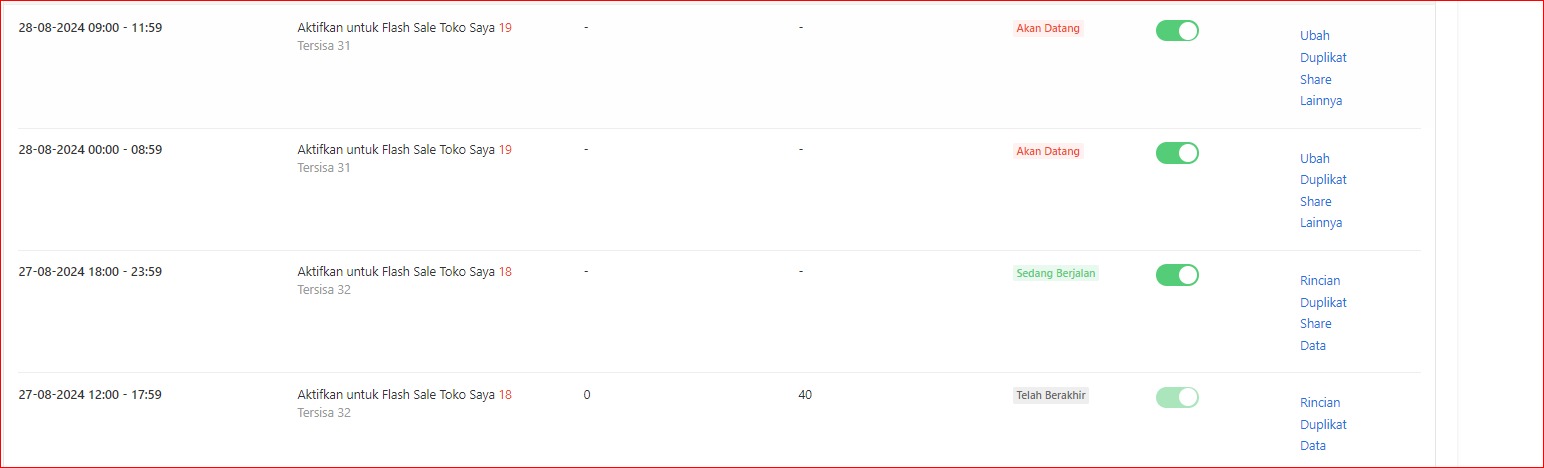 28-08-2024 09:00 - 11:59 Aktifkan untuk Flash Sale Toko Saya 19 - - Akan Datang Ubah
Tersisa 31 Duplikat
Share
Lainnya
28-08-2024 00:00 - 08:59 Aktifkan untuk Flash Sale Toko Saya 19 - - Akan Datang Ubah
Tersisa 31 Duplikat
Share
Lainnya
27-08-2024 18:00 - 23:59 Aktifkan untuk Flash Sale Toko Saya 18 - - Sedang Berjalan Rincian
Tersisa 32 Duplikat
Share
Data
27-08-2024 12:00 - 17:59 Aktifkan untuk Flash Sale Toko Saya 18 0 40 Telah Berakhir Rincian
Tersisa 32 Duplikat
Data